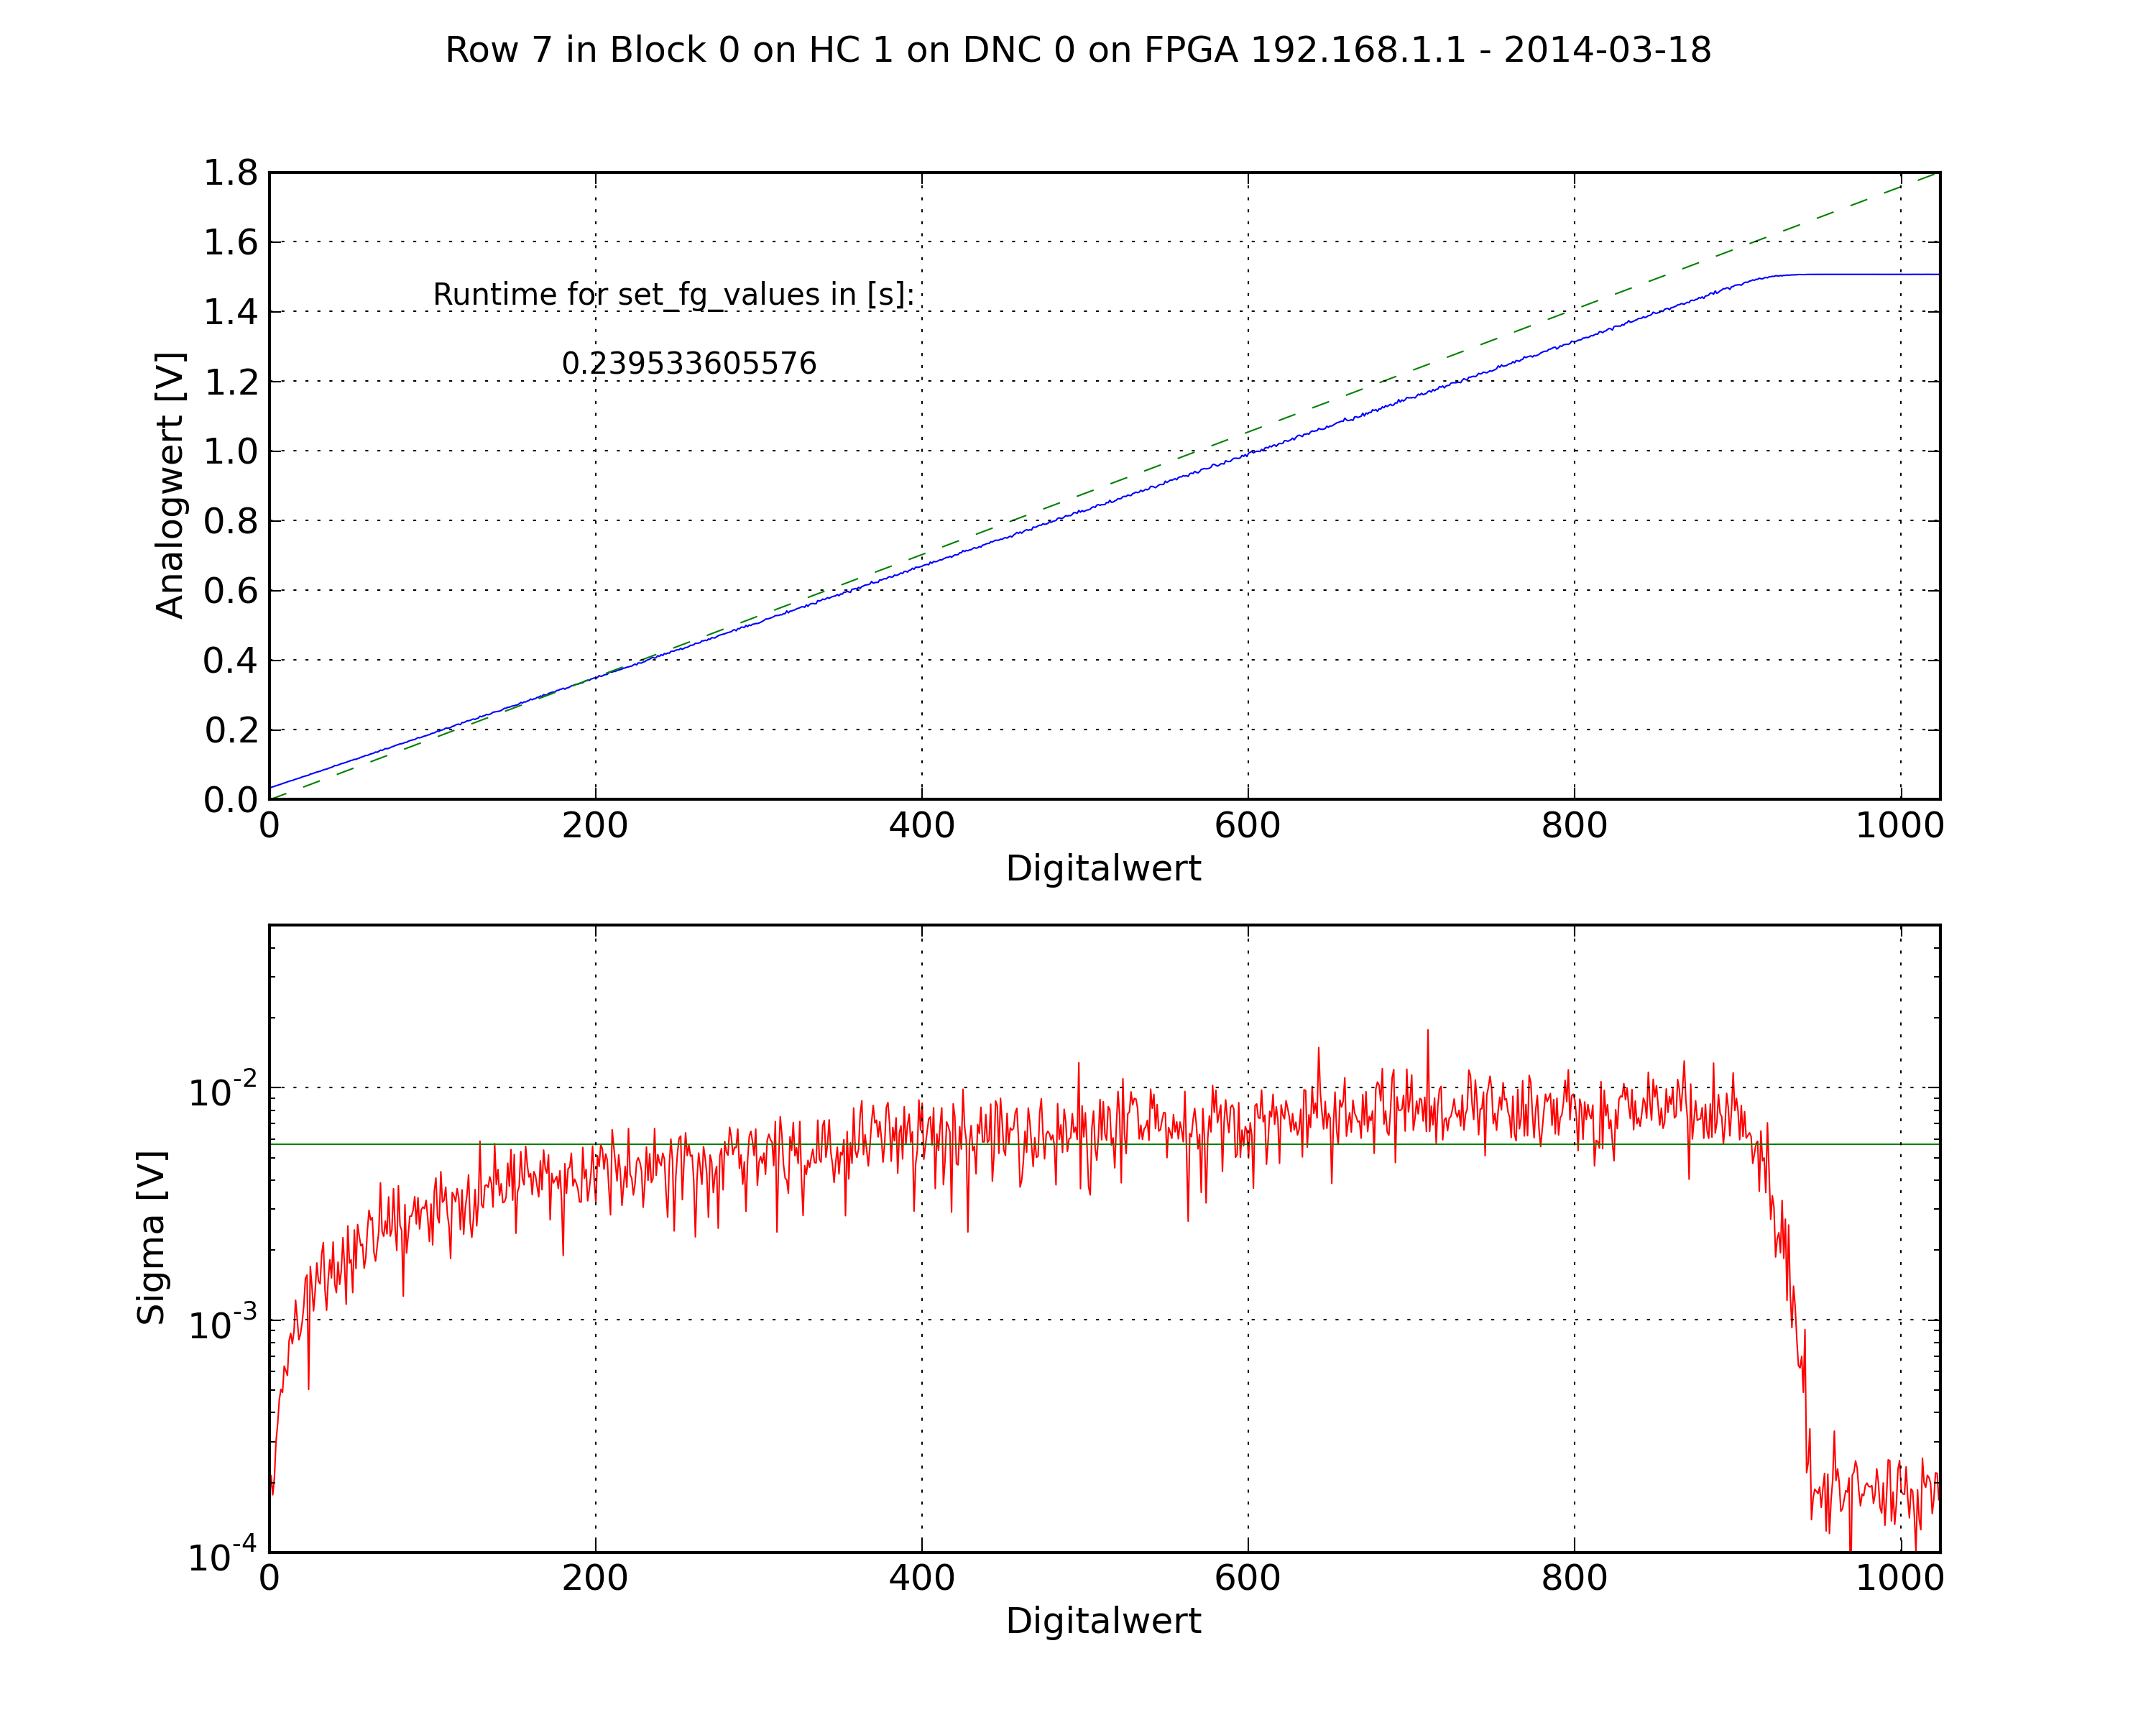 Row 7 in Block 0 on HC 1 on DNC 0 on FPGA 192.168.1.1 - 2014-03-18
1.8
1.6
1.4
1.2
1.0
0.8
0.6
0.4
0.2
0.0
Analogwert [V]
Runtime for set_fg_values in [s]:
0.239533605576
0 200 400 600 800 1000
Digitalwert
10^-2
10^-3
10^-4
Sigma [V]
0 200 400 600 800 1000
Digitalwert